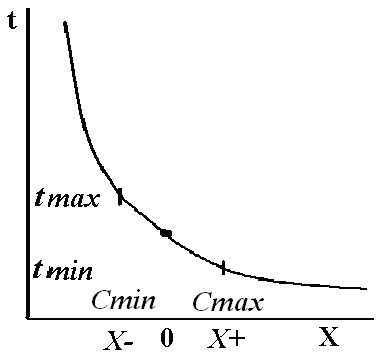 t
tmax
tmin
Cmin Cmax
X- 0 X+ X